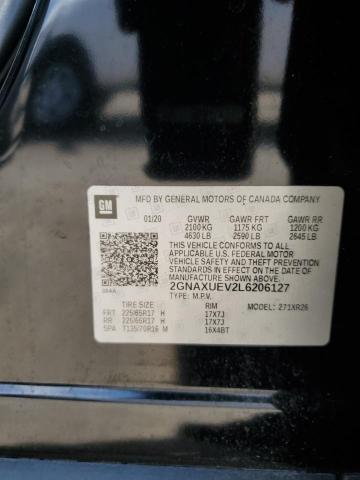 GM
MFD BY GENERAL MOTORS OF CANADA COMPANY
01/20 GVWR GAWR FRT GAWR RR
2100 KG 1175 KG 1200 KG
4630 LB 2590 LB 2645 LB
THIS VEHICLE CONFORMS TO ALL APPLICABLE U.S. FEDERAL MOTOR VEHICLE SAFETY AND THEFT PREVENTION STANDARDS IN EFFECT ON THE DATE OF MANUFACTURE SHOWN ABOVE.
2GNAXUEV2L6206127
TYPE: M.P.V.
MODEL: 271XR26
TIRE SIZE
FRT 225/65R17 H 17X7J
RR 225/65R17 H 17X7J
SPA T135/70R16 M 16X4BT